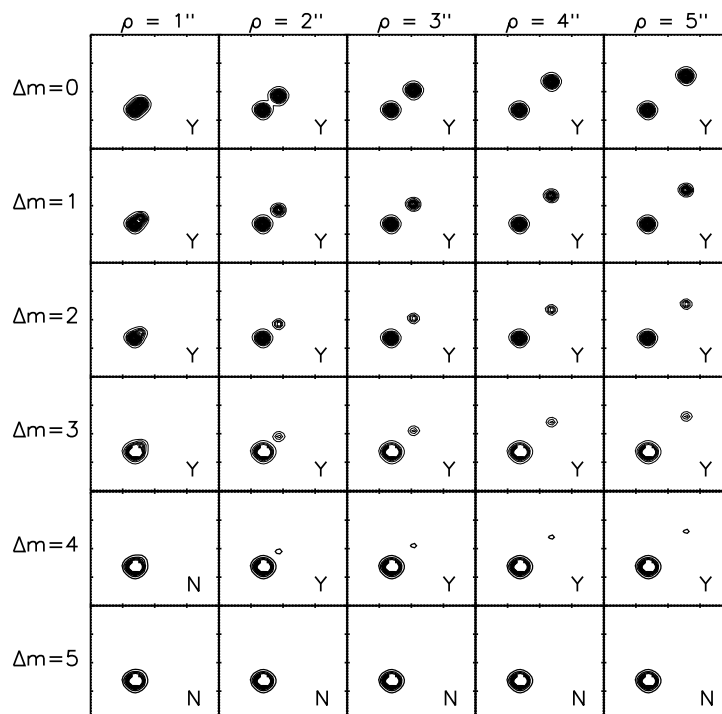 ρ = 1" ρ = 2" ρ = 3" ρ = 4" ρ = 5"
Δm=0 Y Y Y Y Y
Δm=1 Y Y Y Y Y
Δm=2 Y Y Y Y Y
Δm=3 Y Y Y Y Y
Δm=4 N Y Y Y Y
Δm=5 N N N N N